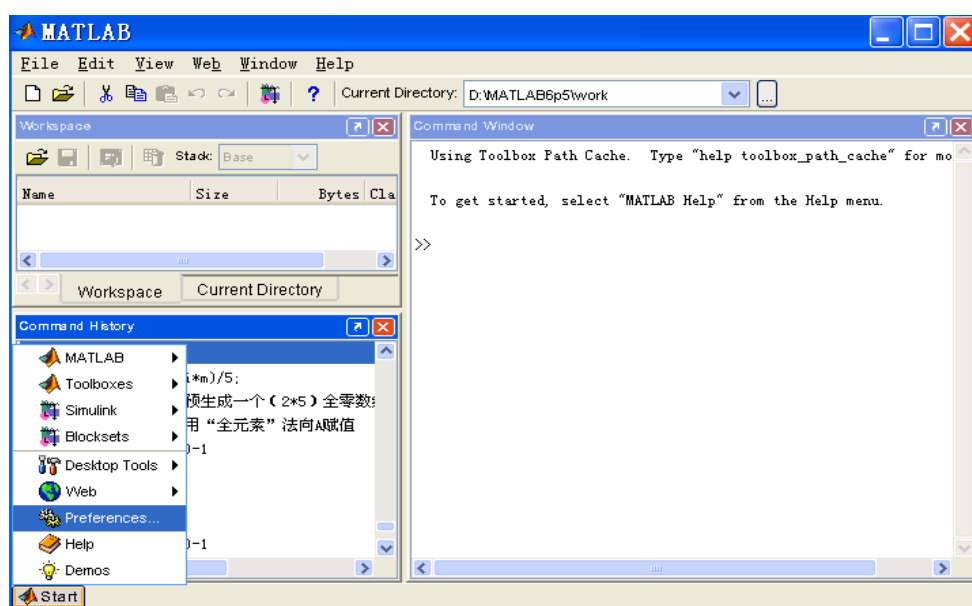 MATLAB
File Edit View Web Window Help
? Current Directory: D:\MATLAB6p5\work ...
Workspace
Stack: Base
Name Size Bytes Cla
Workspace Current Directory
Command History
i*m)/5;
预生成一个(2*5)全零数
用“全元素”法向A赋值
0-1
0-1
MATLAB
Toolboxes
Simulink
Blocksets
Desktop Tools
Web
Preferences...
Help
Demos
Start
Command Window
Using Toolbox Path Cache. Type "help toolbox_path_cache" for mo
To get started, select "MATLAB Help" from the Help menu.
>>